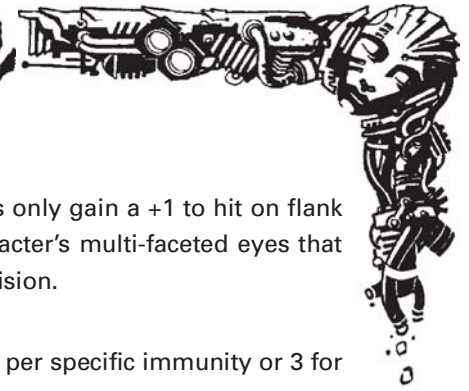 s only gain a +1 to hit on flank
acter's multi-faceted eyes that
ision.
per specific immunity or 3 for